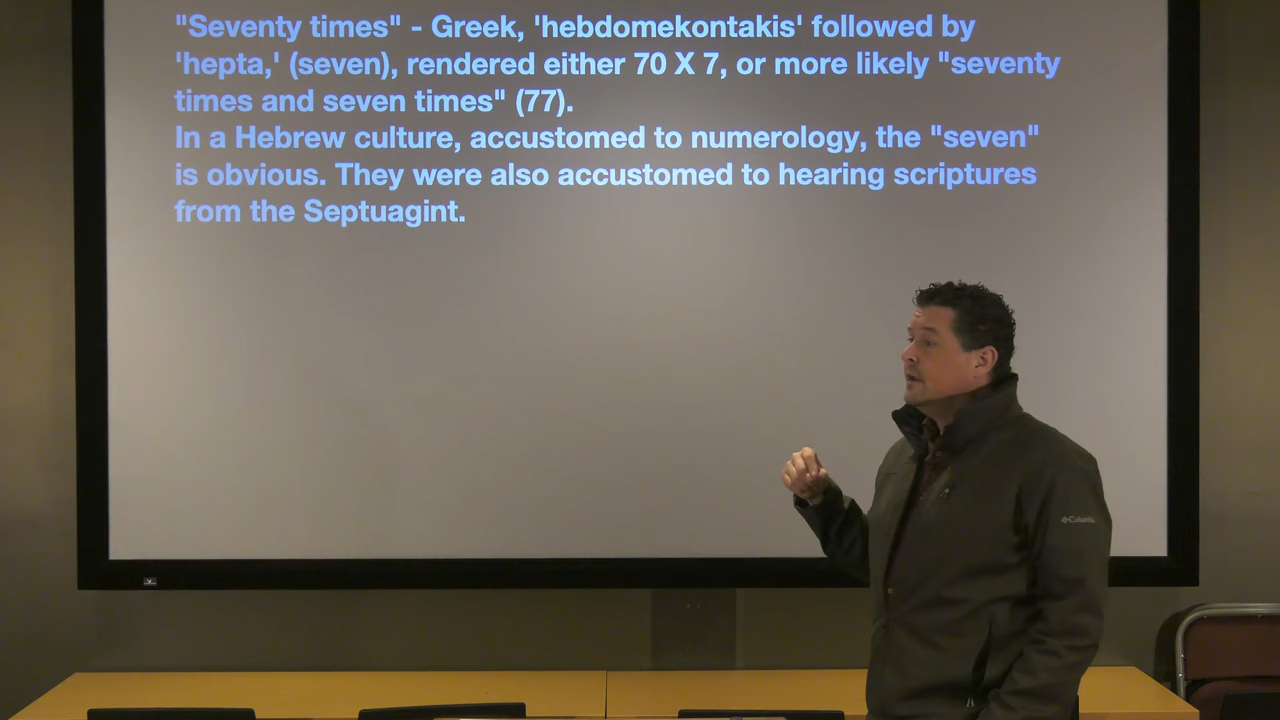 "Seventy times" - Greek, 'hebdomekontakis' followed by
'hepta,' (seven), rendered either 70 X 7, or more likely "seventy
times and seven times" (77).
In a Hebrew culture, accustomed to numerology, the "seven"
is obvious. They were also accustomed to hearing scriptures
from the Septuagint.
Columbia